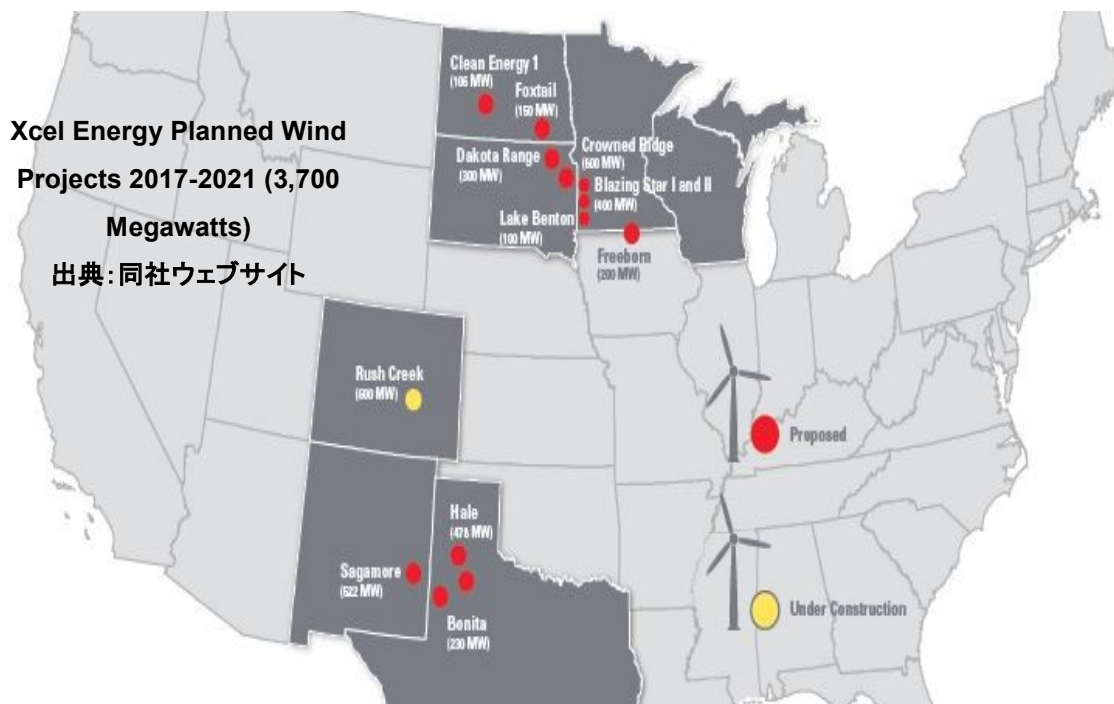 Xcel Energy Planned Wind
Projects 2017-2021 (3,700
Megawatts)
出典：同社ウェブサイト
Clean Energy 1
(106 MW)
Foxtail
(150 MW)
Dakota Range
(300 MW)
Crowned Ridge
(600 MW)
Blazing Star I and II
(400 MW)
Lake Benton
(100 MW)
Freeborn
(200 MW)
Rush Creek
(600 MW)
Proposed
Hale
(478 MW)
Sagamore
(522 MW)
Bonita
(230 MW)
Under Construction